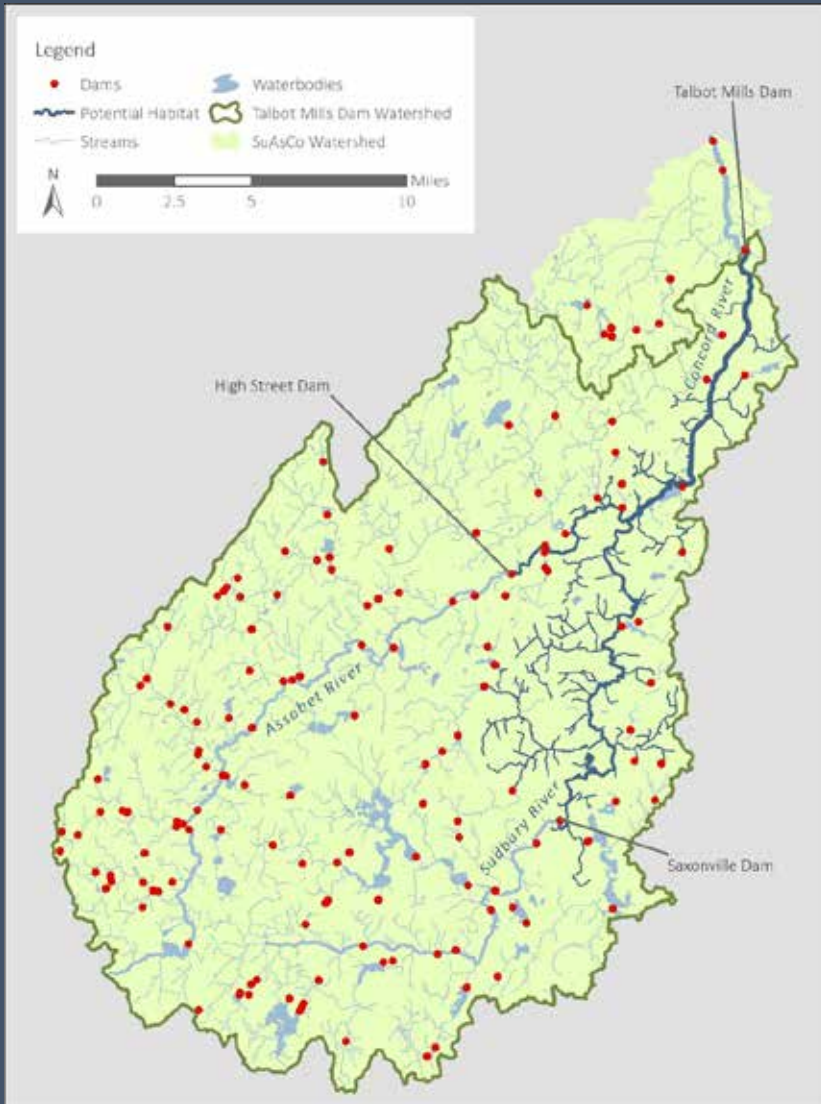 Legend
Dams
Waterbodies
Potential Habitat
Talbot Mills Dam Watershed
Streams
SuAsCo Watershed
N
Miles
0 2.5 5 10
Talbot Mills Dam
Concord River
High Street Dam
Assabet River
Sudbury River
Saxonville Dam